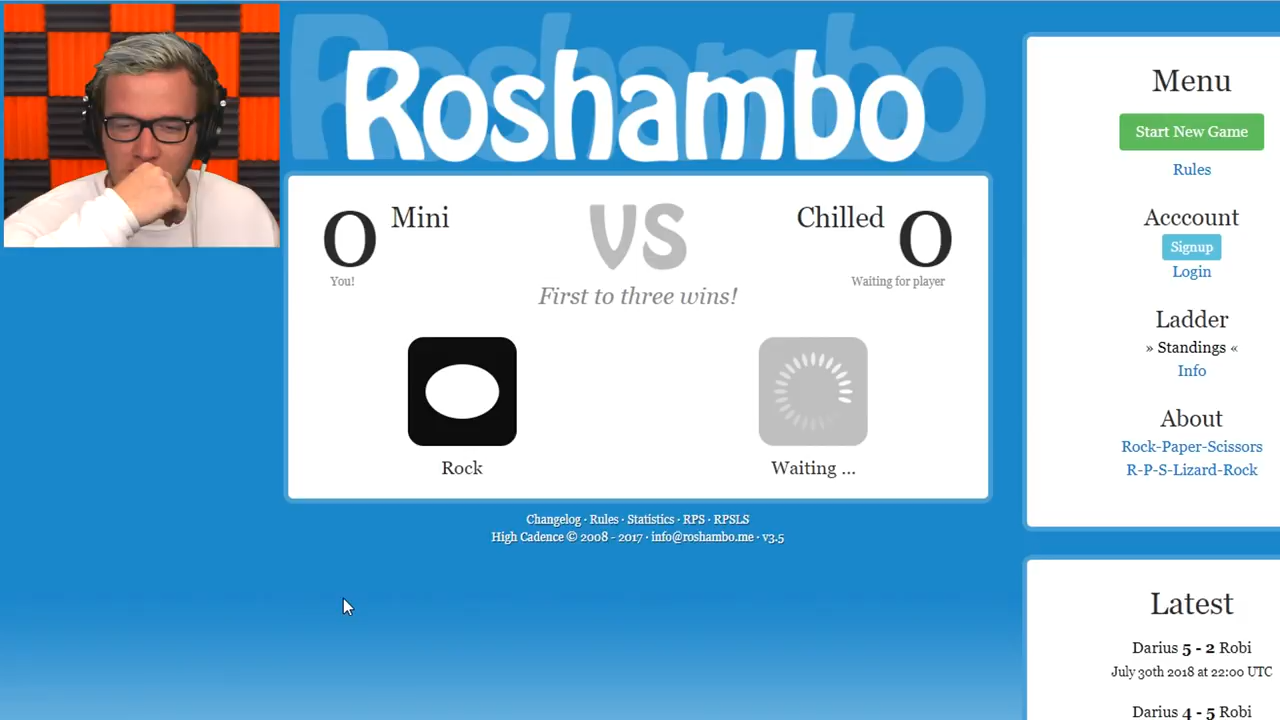 Roshambo
0 Mini VS Chilled 0
You! Waiting for player
First to three wins!
Rock Waiting ...
Changelog · Rules · Statistics · RPS · RPSLS
High Cadence © 2008 - 2017 · info@roshambo.me · v3.5
Menu
Start New Game
Rules
Acccount
Signup
Login
Ladder
» Standings «
Info
About
Rock-Paper-Scissors
R-P-S-Lizard-Rock
Latest
Darius 5 - 2 Robi
July 30th 2018 at 22:00 UTC
Darius 4 - 5 Robi